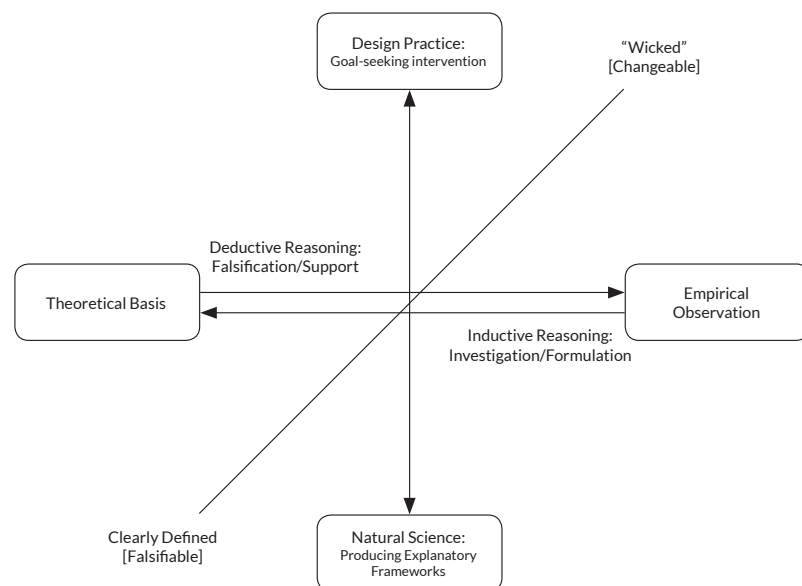 Design Practice:
Goal-seeking intervention
“Wicked”
[Changeable]
Deductive Reasoning:
Falsification/Support
Theoretical Basis
Empirical
Observation
Inductive Reasoning:
Investigation/Formulation
Clearly Defined
[Falsifiable]
Natural Science:
Producing Explanatory
Frameworks